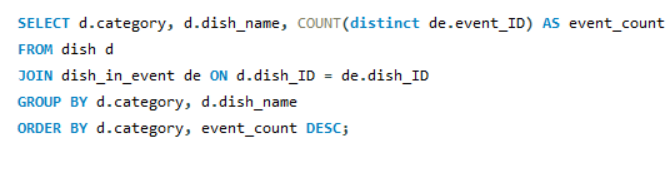 SELECT d.category, d.dish_name, COUNT(distinct de.event_ID) AS event_count
FROM dish d
JOIN dish_in_event de ON d.dish_ID = de.dish_ID
GROUP BY d.category, d.dish_name
ORDER BY d.category, event_count DESC;